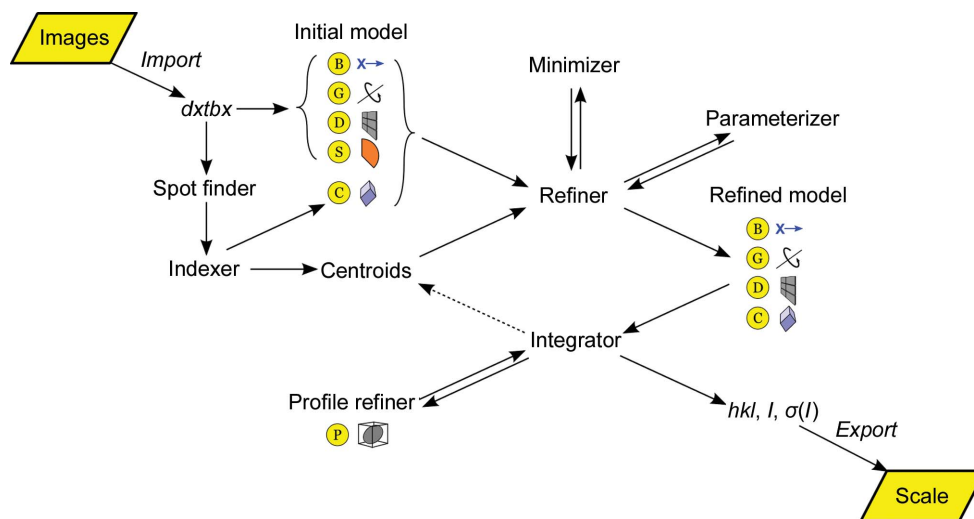 Images
Import
dxtbx
Spot finder
Indexer
Initial model
B X
G
D
S
C
Centroids
Minimizer
Parameterizer
Refiner
Refined model
B X
G
D
C
Integrator
Profile refiner
P
hkl, I, σ(I)
Export
Scale